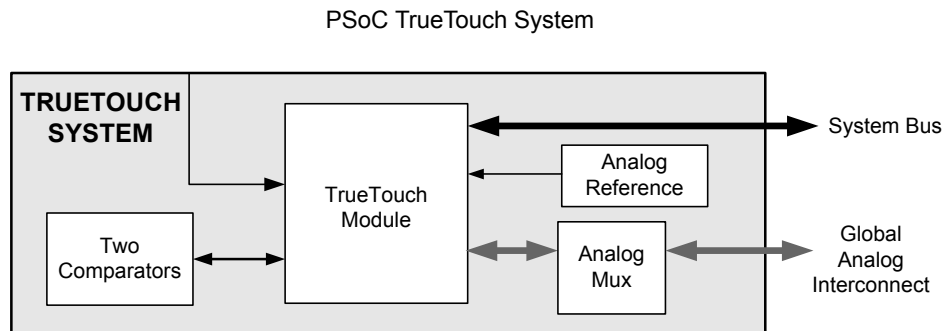 PSoC TrueTouch System
TRUETOUCH
SYSTEM
System Bus
Analog
Reference
TrueTouch
Module
Two
Comparators
Analog
Mux
Global
Analog
Interconnect